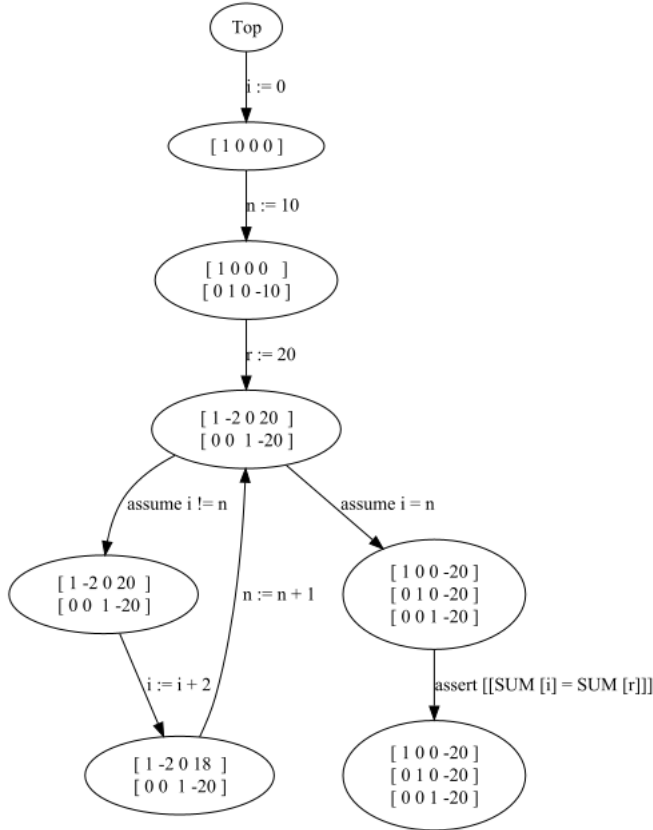 Top
i := 0
[ 1 0 0 0 ]
n := 10
[ 1 0 0 0 ]
[ 0 1 0 -10 ]
r := 20
[ 1 -2 0 20 ]
[ 0 0 1 -20 ]
assume i != n
assume i = n
[ 1 -2 0 20 ]
[ 0 0 1 -20 ]
n := n + 1
[ 1 0 0 -20 ]
[ 0 1 0 -20 ]
[ 0 0 1 -20 ]
i := i + 2
assert [[SUM [i] = SUM [r]]]
[ 1 -2 0 18 ]
[ 0 0 1 -20 ]
[ 1 0 0 -20 ]
[ 0 1 0 -20 ]
[ 0 0 1 -20 ]